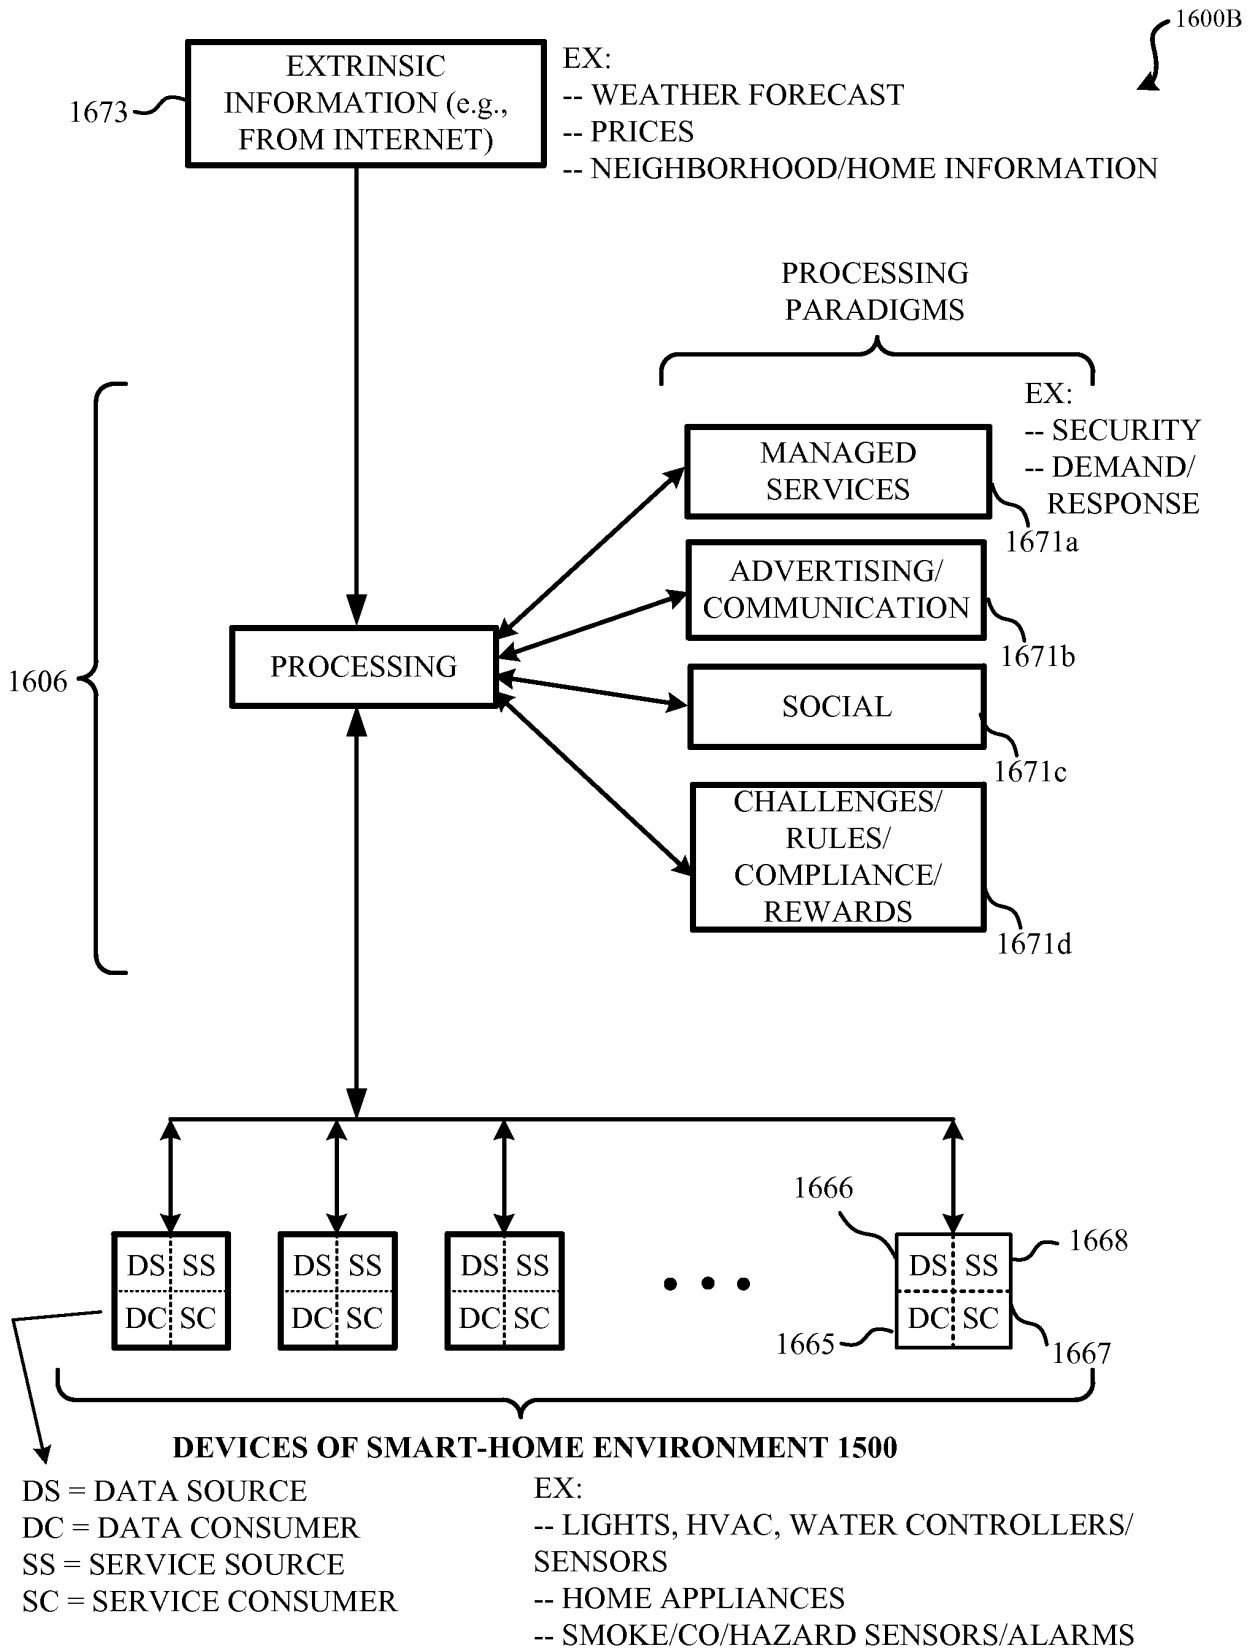 1600B
EXTRINSIC
INFORMATION (e.g.,
FROM INTERNET)
1673
EX:
-- WEATHER FORECAST
-- PRICES
-- NEIGHBORHOOD/HOME INFORMATION
PROCESSING
PARADIGMS
EX:
-- SECURITY
-- DEMAND/
RESPONSE
MANAGED
SERVICES
1671a
ADVERTISING/
COMMUNICATION
1671b
1606
PROCESSING
SOCIAL
1671c
CHALLENGES/
RULES/
COMPLIANCE/
REWARDS
1671d
1666
1668
DS SS
DC SC
DS SS
DC SC
DS SS
DC SC
DS SS
DC SC
1665
1667
DEVICES OF SMART-HOME ENVIRONMENT 1500
DS = DATA SOURCE
DC = DATA CONSUMER
SS = SERVICE SOURCE
SC = SERVICE CONSUMER
EX:
-- LIGHTS, HVAC, WATER CONTROLLERS/
SENSORS
-- HOME APPLIANCES
-- SMOKE/CO/HAZARD SENSORS/ALARMS